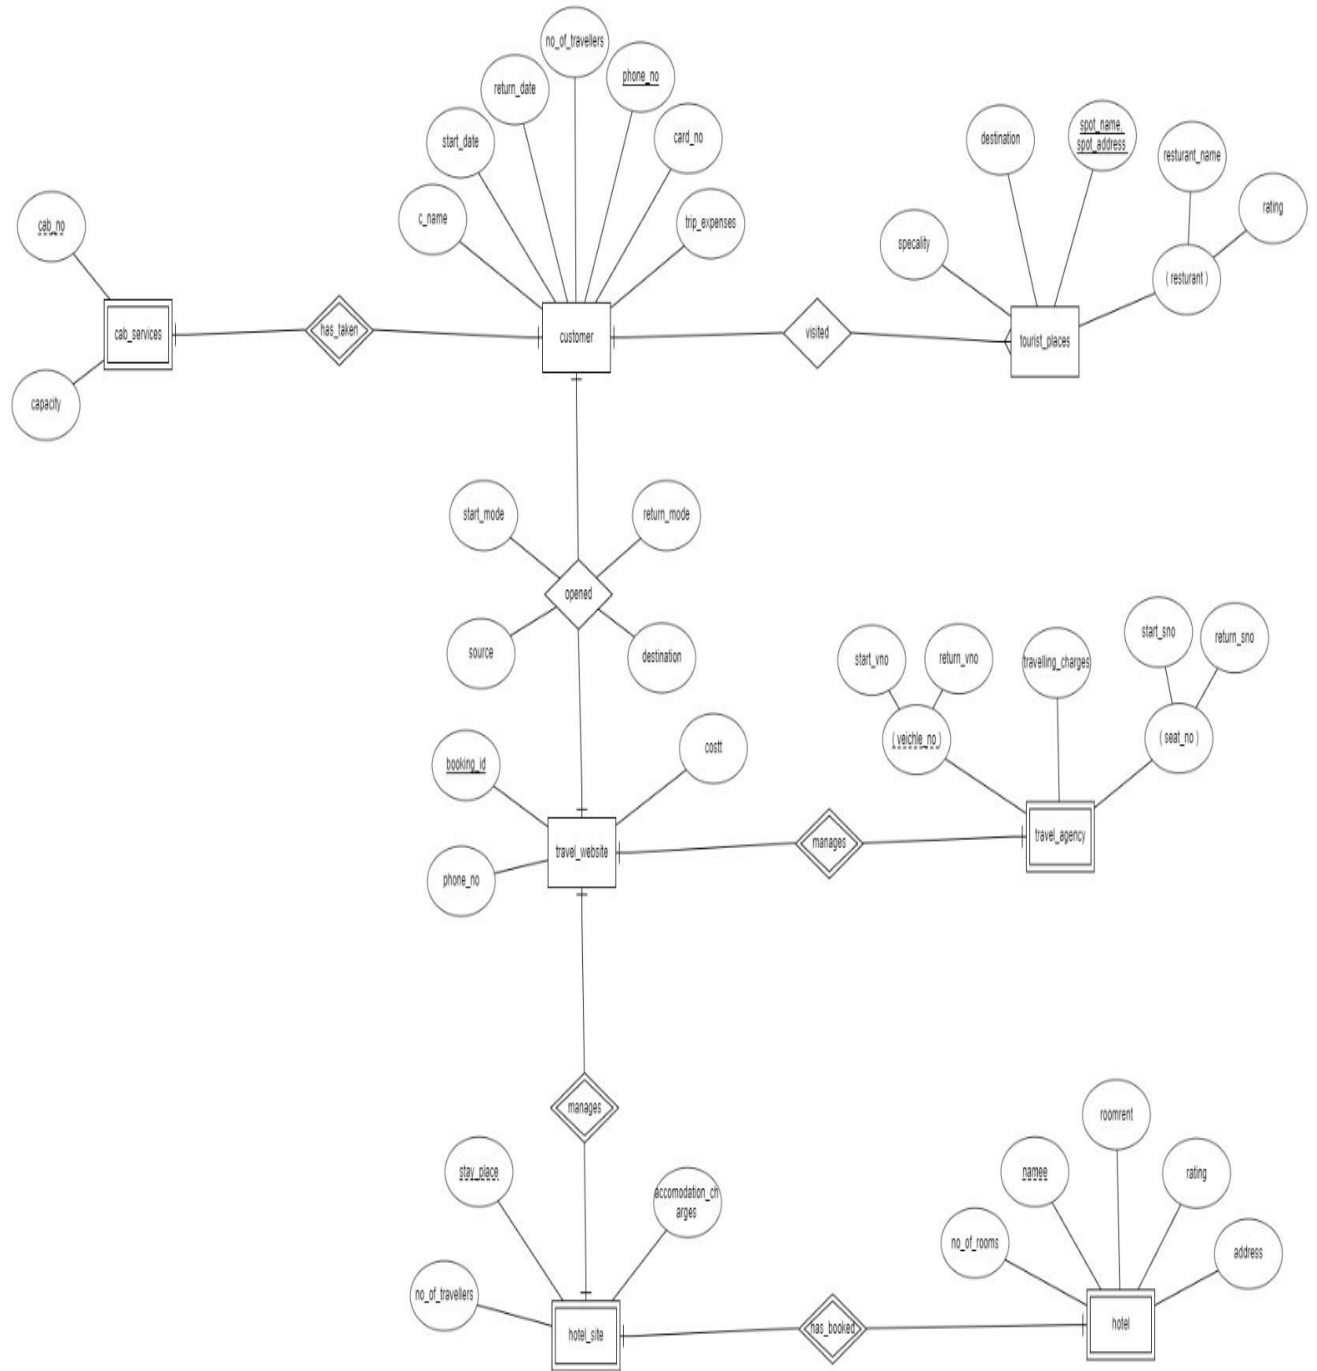 no_of_travellers
return_date
phone_no
start_date
card_no
c_name
trip_expenses
destination
spot_name,
spot_address
resturant_name
rating
specality
( resturant )
cab_no
cab_services
has_taken
customer
visited
tourist_places
capacity
start_mode
return_mode
opened
source
destination
start_vno
return_vno
travelling_charges
start_sno
return_sno
( veichle_no )
( seat_no )
booking_id
costt
travel_website
manages
travel_agency
phone_no
manages
stay_place
accomodation_ch
arges
no_of_travellers
hotel_site
has_booked
roomrent
namee
rating
no_of_rooms
address
hotel